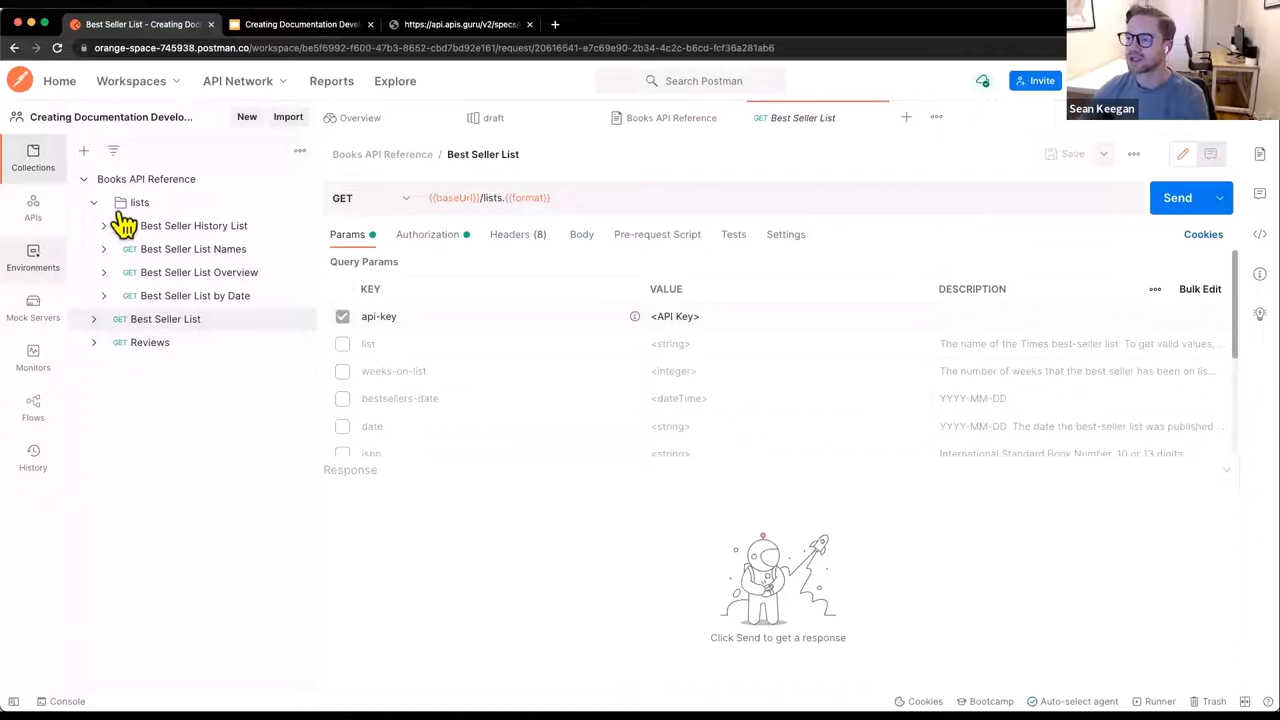 Best Seller List - Creating Doc
Creating Documentation Devel
https://api.apis.guru/v2/specs/
orange-space-745938.postman.co/workspace/be5f6992-f600-47b3-8652-cbd7bd92e161/request/20616541-e7c69e90-2b34-4c2c-b6cd-fcf36a281ab6
Home
Workspaces
API Network
Reports
Explore
Search Postman
Invite
Sean Keegan
Creating Documentation Develo...
New
Import
Overview
draft
Books API Reference
GET Best Seller List
Collections
APIs
Environments
Mock Servers
Monitors
Flows
History
Books API Reference
lists
Best Seller History List
GET Best Seller List Names
GET Best Seller List Overview
GET Best Seller List by Date
GET Best Seller List
GET Reviews
Books API Reference / Best Seller List
Save
GET
{{baseUrl}}/lists.{{format}}
Send
Params
Authorization
Headers (8)
Body
Pre-request Script
Tests
Settings
Cookies
Query Params
KEY VALUE DESCRIPTION
Bulk Edit
api-key <API Key>
list <string> The name of the Times best-seller list. To get valid values, ...
weeks-on-list <integer> The number of weeks that the best seller has been on lis...
bestsellers-date <dateTime> YYYY-MM-DD
date <string> YYYY-MM-DD The date the best-seller list was published ...
isbn <string> International Standard Book Number, 10 or 13 digits.
Response
Click Send to get a response
Console
Cookies
Bootcamp
Auto-select agent
Runner
Trash